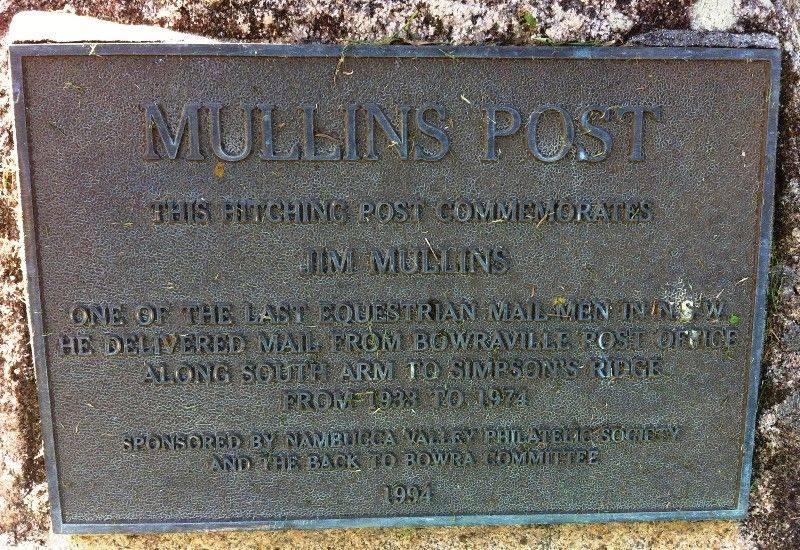 MULLINS POST
THIS HITCHING POST COMMEMORATES
JIM MULLINS
ONE OF THE LAST EQUESTRIAN MAIL-MEN IN N.S.W.
HE DELIVERED MAIL FROM BOWRAVILLE POST OFFICE
ALONG SOUTH ARM TO SIMPSON'S RIDGE
FROM 1933 TO 1974
SPONSORED BY NAMBUCCA VALLEY PHILATELIC SOCIETY
AND THE BACK TO BOWRA COMMITTEE
1994